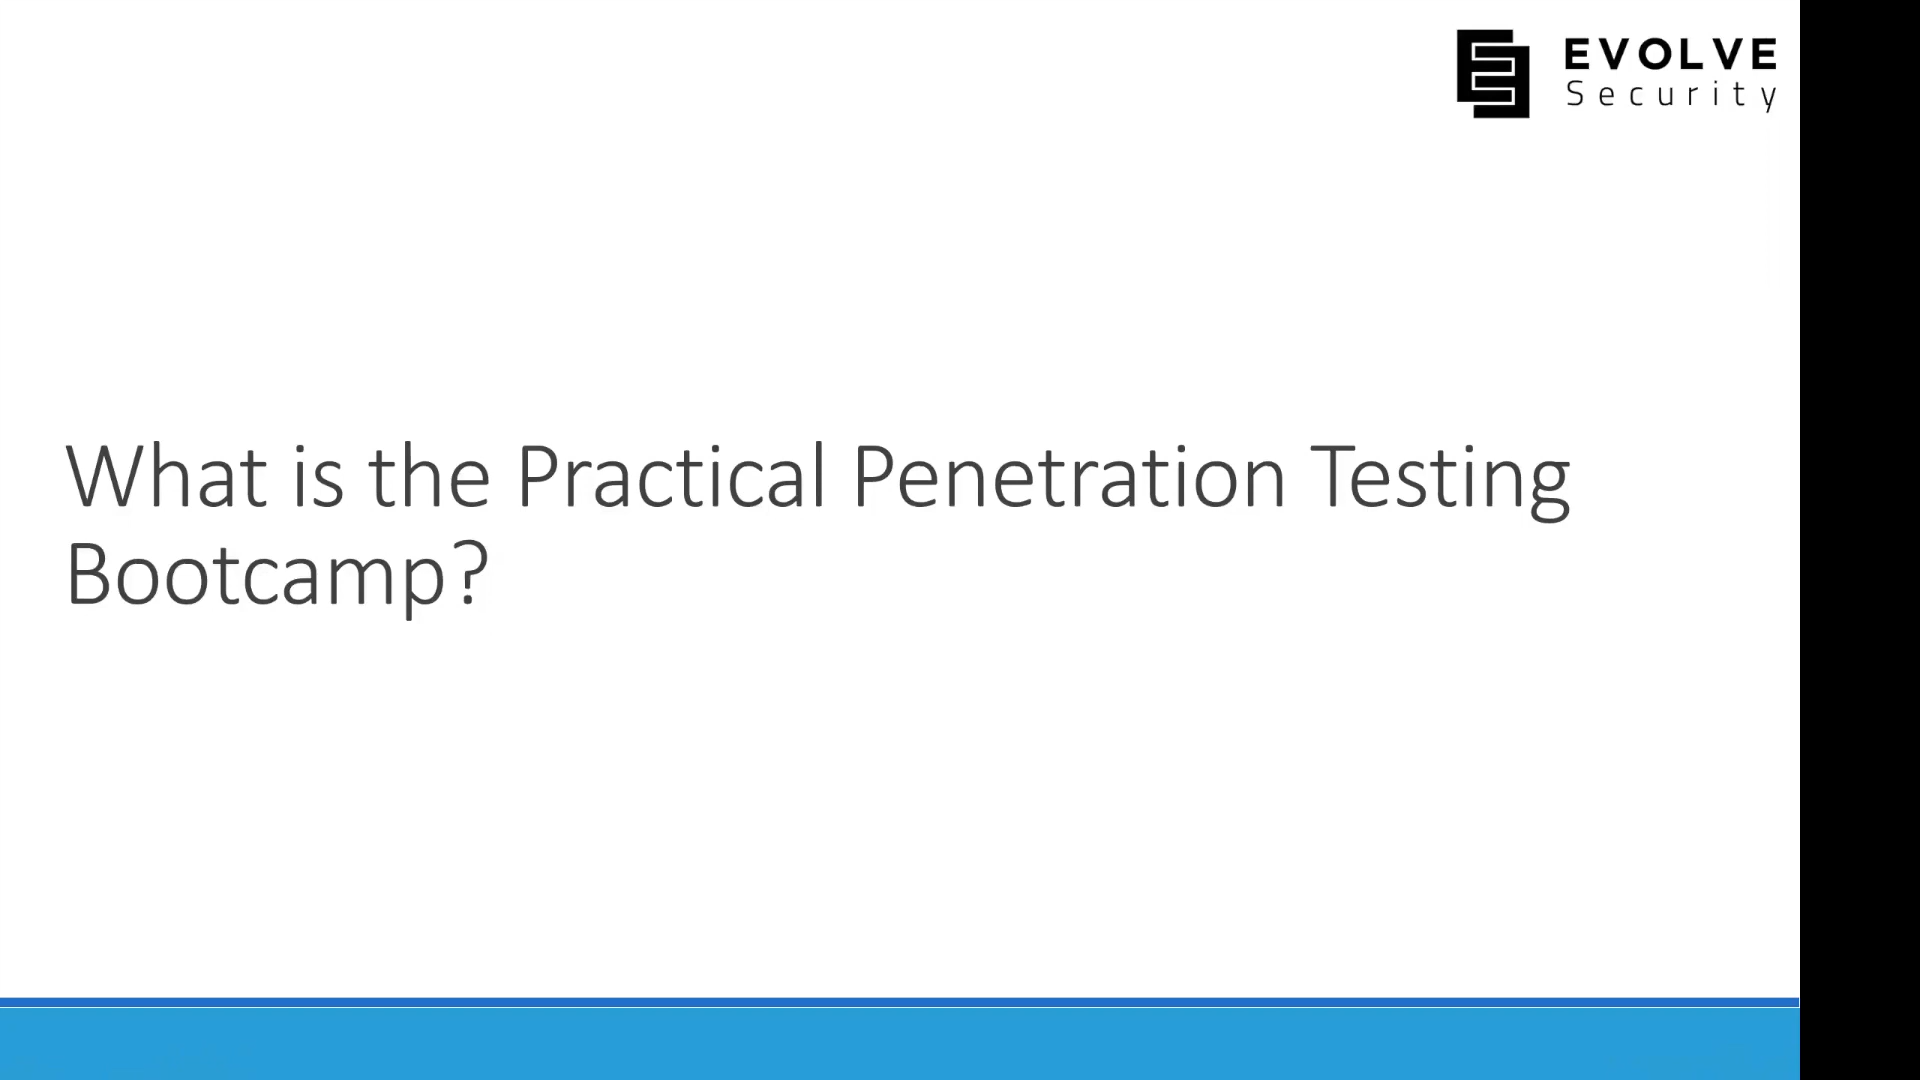 EVOLVE
Security
What is the Practical Penetration Testing
Bootcamp?